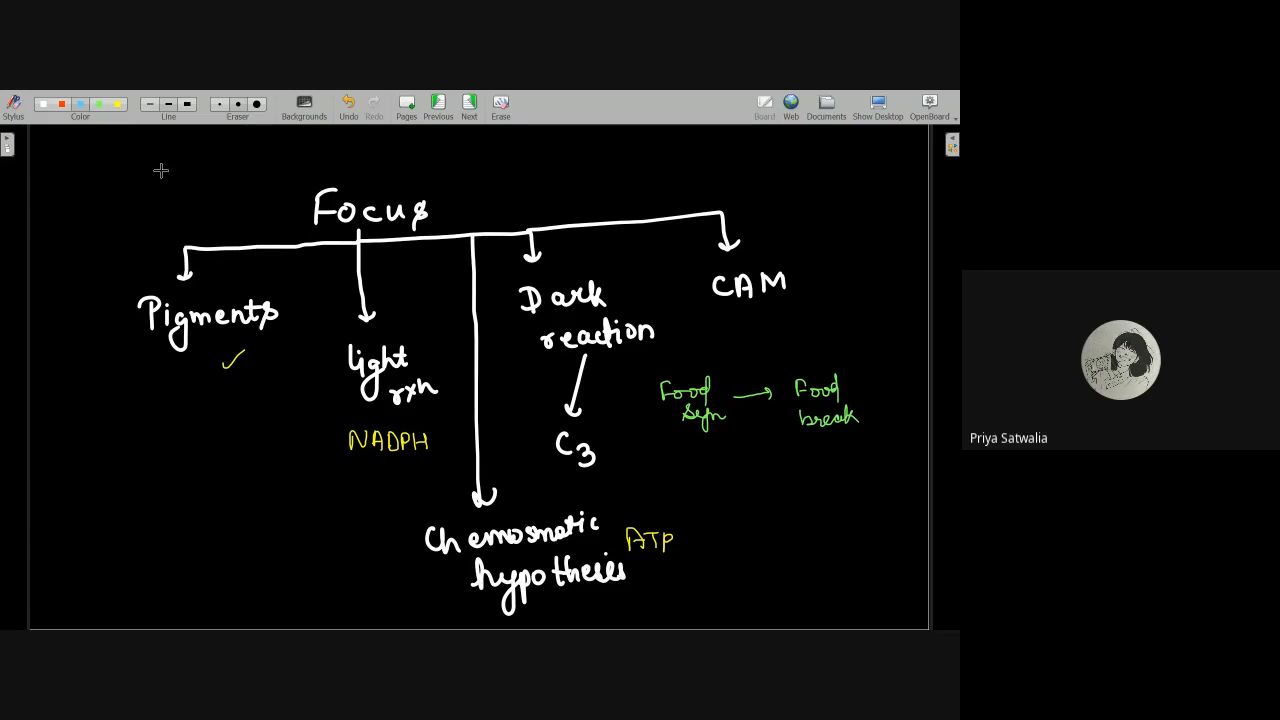 Stylus
Color
Line
Eraser
Backgrounds
Undo
Redo
Pages
Previous
Next
Erase
Board
Web
Documents
Show Desktop
OpenBoard
Focus
Pigments
light
rxn
NADPH
Dark
reaction
C3
CAM
Food
syn
Food
break
Chemosmatic
hypothesis
ATP
Priya Satwalia